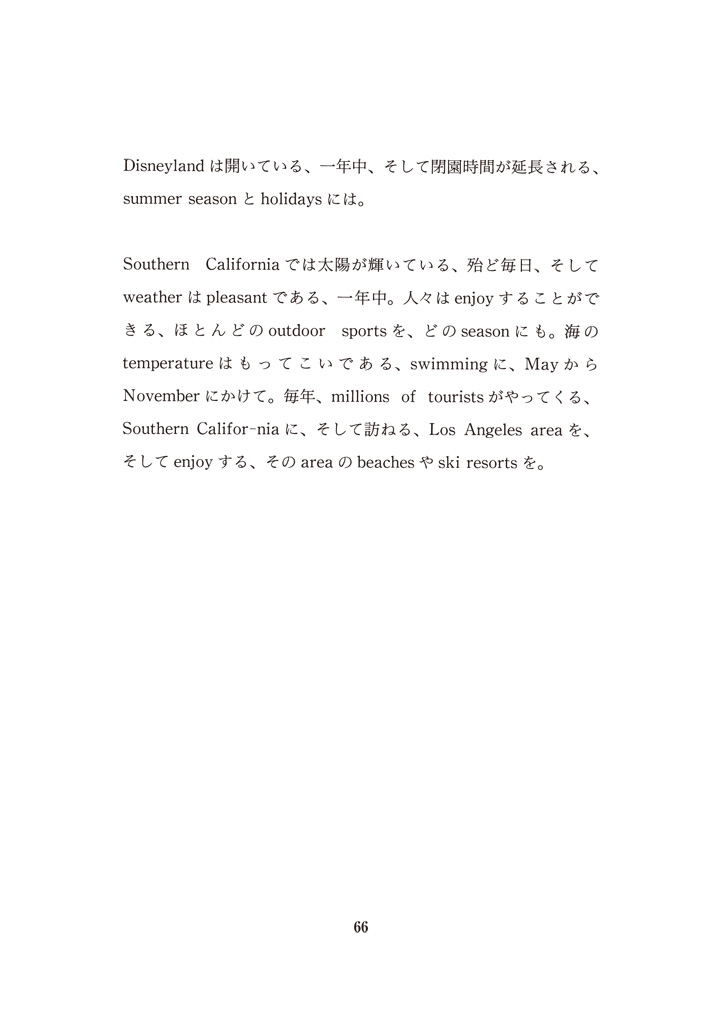 Disneyland は開いている、一年中、そして閉園時間が延長される、
summer season と holidays には。
Southern California では太陽が輝いている、殆ど毎日、そして
weather は pleasant である、一年中。人々は enjoy することがで
きる、ほとんどの outdoor sports を、どの season にも。海の
temperature はもってこいである、swimming に、May から
November にかけて。毎年、millions of tourists がやってくる、
Southern Califor-nia に、そして訪ねる、Los Angeles area を、
そして enjoy する、その area の beaches や ski resorts を。
66